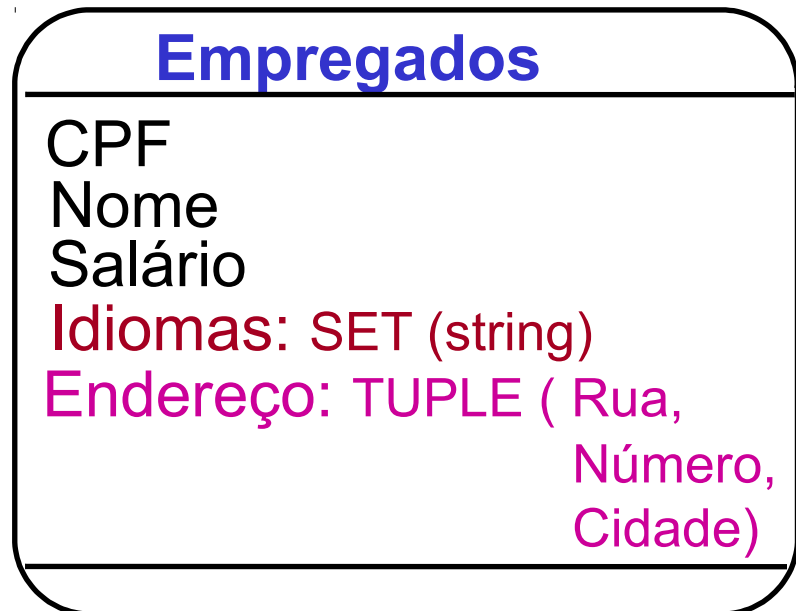 Empregados
CPF
Nome
Salário
Idiomas: SET (string)
Endereço: TUPLE ( Rua,
Número,
Cidade)